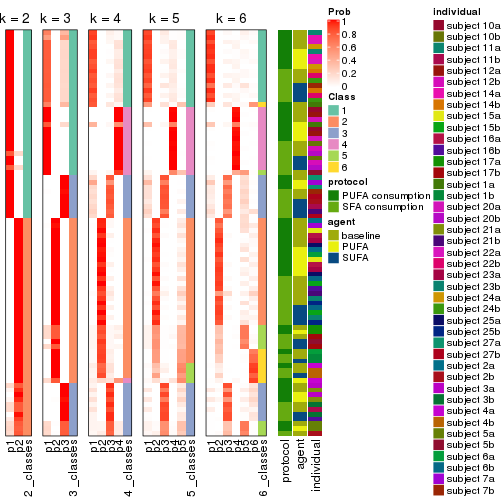 k = 2
k = 3
k = 4
k = 5
k = 6
p1
p2
2_classes
p1
p2
p3
3_classes
p1
p2
p3
p4
4_classes
p1
p2
p3
p4
p5
5_classes
p1
p2
p3
p4
p5
p6
6_classes
protocol
agent
individual
Prob
1
0.8
0.6
0.4
0.2
0
Class
1
2
3
4
5
6
protocol
PUFA consumption
SFA consumption
agent
baseline
PUFA
SUFA
individual
subject 10a
subject 10b
subject 11a
subject 11b
subject 12a
subject 12b
subject 14a
subject 14b
subject 15a
subject 15b
subject 16a
subject 16b
subject 17a
subject 17b
subject 1a
subject 1b
subject 20a
subject 20b
subject 21a
subject 21b
subject 22a
subject 22b
subject 23a
subject 23b
subject 24a
subject 24b
subject 25a
subject 25b
subject 27a
subject 27b
subject 2a
subject 2b
subject 3a
subject 3b
subject 4a
subject 4b
subject 5a
subject 5b
subject 6a
subject 6b
subject 7a
subject 7b